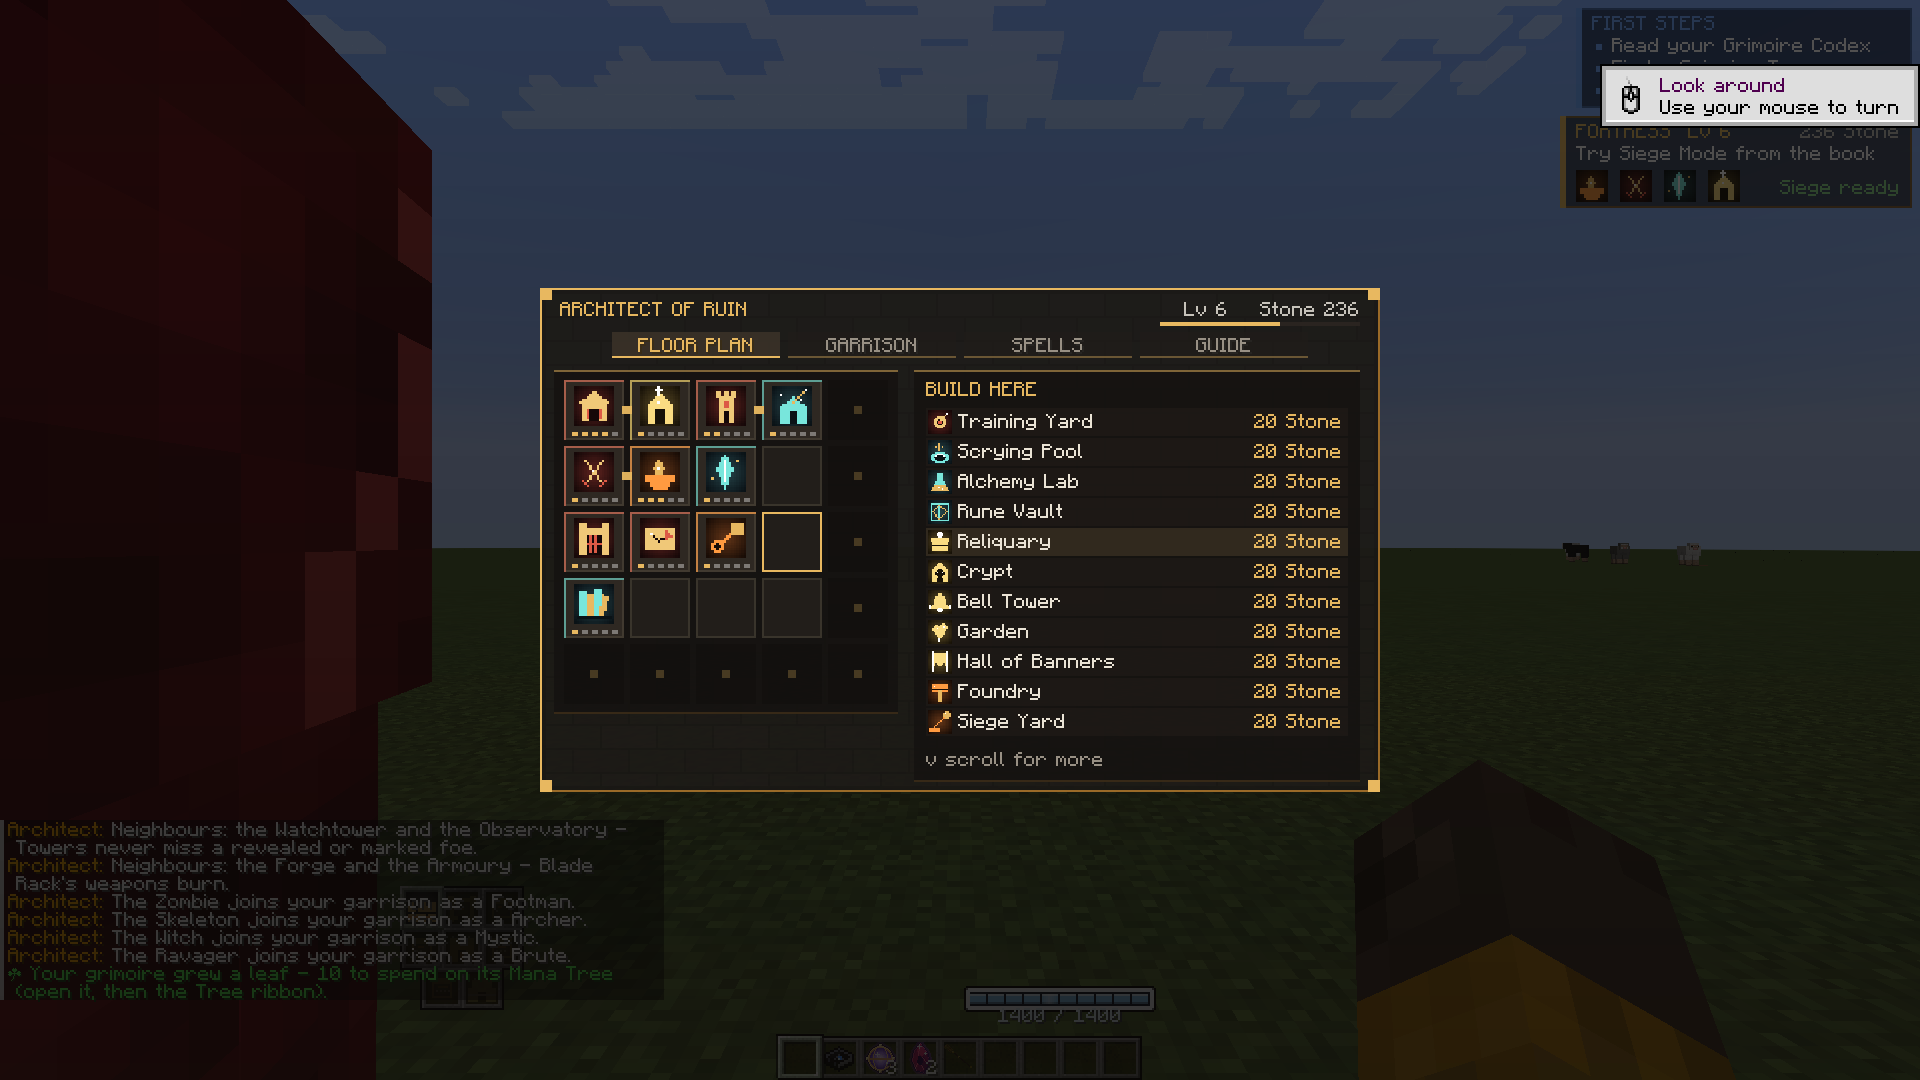 FIRST STEPS
Read your Grimoire Codex
Look around
Use your mouse to turn
FORTRESS Lv 6 236 Stone
Try Siege Mode from the book
Siege ready
ARCHITECT OF RUIN
Lv 6 Stone 236
FLOOR PLAN
GARRISON
SPELLS
GUIDE
BUILD HERE
Training Yard 20 Stone
Scrying Pool 20 Stone
Alchemy Lab 20 Stone
Rune Vault 20 Stone
Reliquary 20 Stone
Crypt 20 Stone
Bell Tower 20 Stone
Garden 20 Stone
Hall of Banners 20 Stone
Foundry 20 Stone
Siege Yard 20 Stone
v scroll for more
Architect: Neighbours: the Watchtower and the Observatory –
Towers never miss a revealed or marked foe.
Architect: Neighbours: the Forge and the Armoury – Blade
Rack's weapons burn.
Architect: The Zombie joins your garrison as a Footman.
Architect: The Skeleton joins your garrison as a Archer.
Architect: The Witch joins your garrison as a Mystic.
Architect: The Ravager joins your garrison as a Brute.
Your grimoire grew a leaf – 10 to spend on its Mana Tree
(open it, then the Tree ribbon).
1400 / 1400
3
2